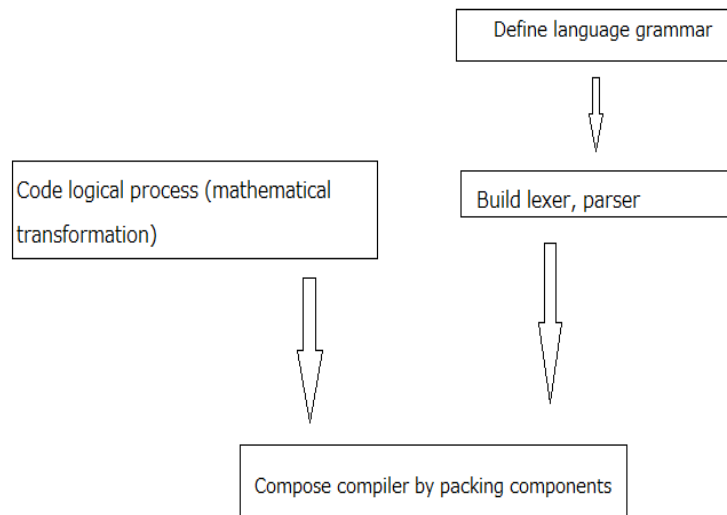 Define language grammar
Code logical process (mathematical
transformation)
Build lexer, parser
Compose compiler by packing components